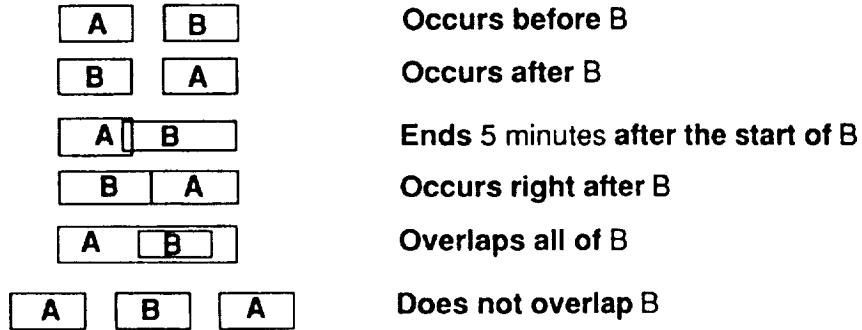 A B Occurs before B
B A Occurs after B
A B Ends 5 minutes after the start of B
B A Occurs right after B
A B Overlaps all of B
A B A Does not overlap B